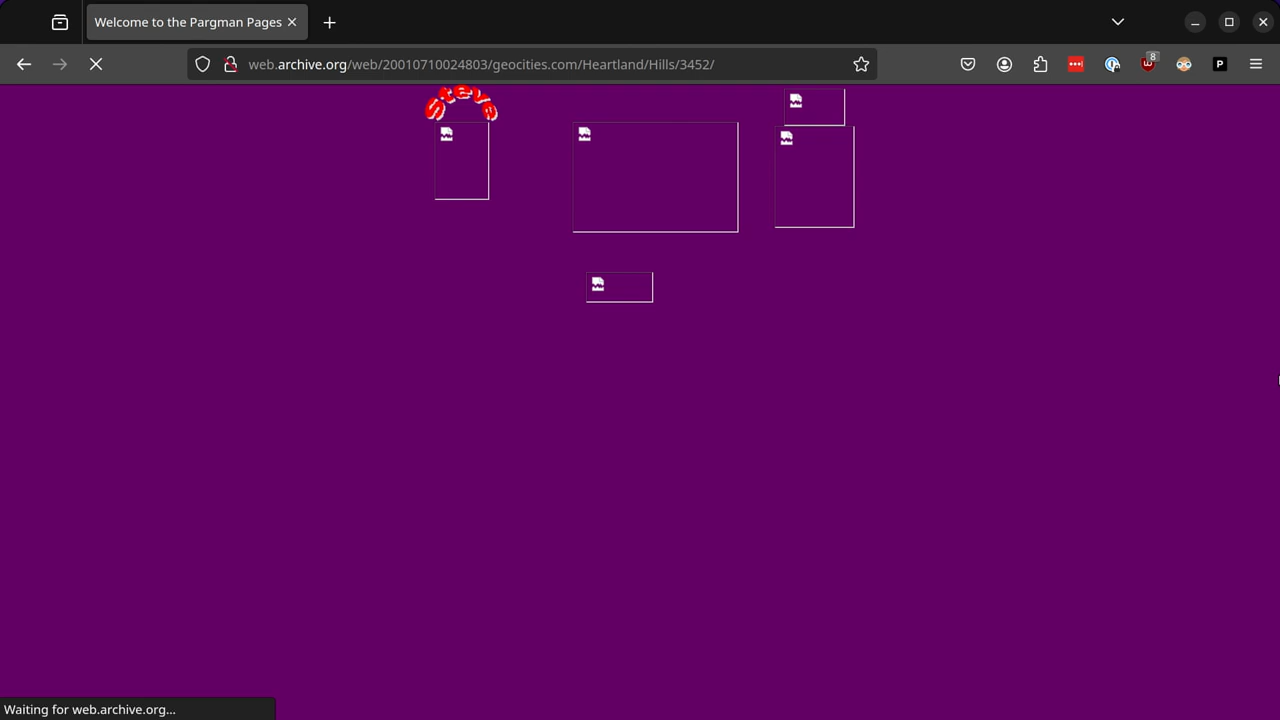 Welcome to the Pargman Pages
web.archive.org/web/20010710024803/geocities.com/Heartland/Hills/3452/
8
P
Steve
Waiting for web.archive.org...